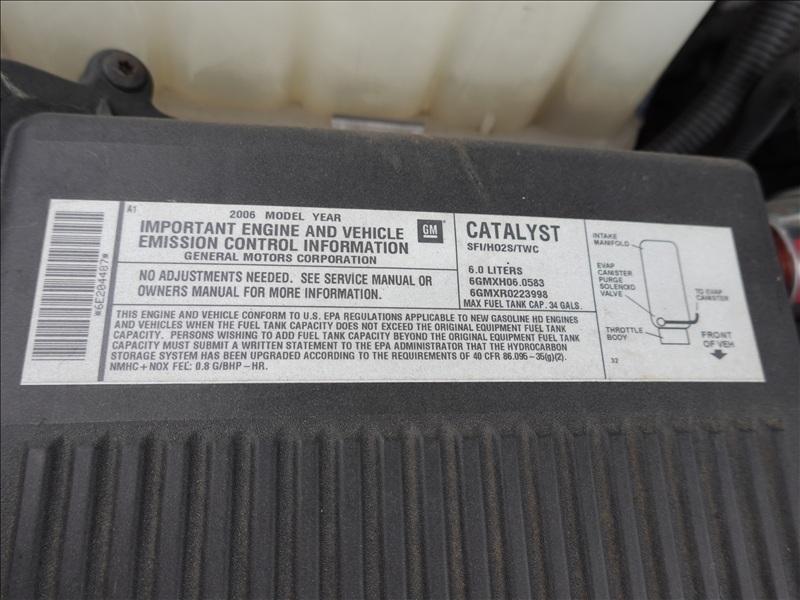 *6E204487*
A1
2006 MODEL YEAR
IMPORTANT ENGINE AND VEHICLE
EMISSION CONTROL INFORMATION
GENERAL MOTORS CORPORATION
GM
NO ADJUSTMENTS NEEDED. SEE SERVICE MANUAL OR
OWNERS MANUAL FOR MORE INFORMATION.
CATALYST
SFI/HO2S/TWC
6.0 LITERS
6GMXH06.0583
6GMXR0223998
MAX FUEL TANK CAP. 34 GALS.
THIS ENGINE AND VEHICLE CONFORM TO U.S. EPA REGULATIONS APPLICABLE TO NEW GASOLINE HD ENGINES
AND VEHICLES WHEN THE FUEL TANK CAPACITY DOES NOT EXCEED THE ORIGINAL EQUIPMENT FUEL TANK
CAPACITY. PERSONS WISHING TO ADD FUEL TANK CAPACITY BEYOND THE ORIGINAL FUEL TANK
CAPACITY MUST SUBMIT A WRITTEN STATEMENT TO THE EPA ADMINISTRATOR THAT THE HYDROCARBON
STORAGE SYSTEM HAS BEEN UPGRADED ACCORDING TO THE REQUIREMENTS OF 40 CFR 86.095-35(g)(2).
NMHC+NOX FEL: 0.8 G/BHP-HR.
INTAKE
MANIFOLD
EVAP
CANISTER
PURGE
SOLENOID
VALVE
TO EVAP
CANISTER
THROTTLE
BODY
FRONT
OF VEH
32